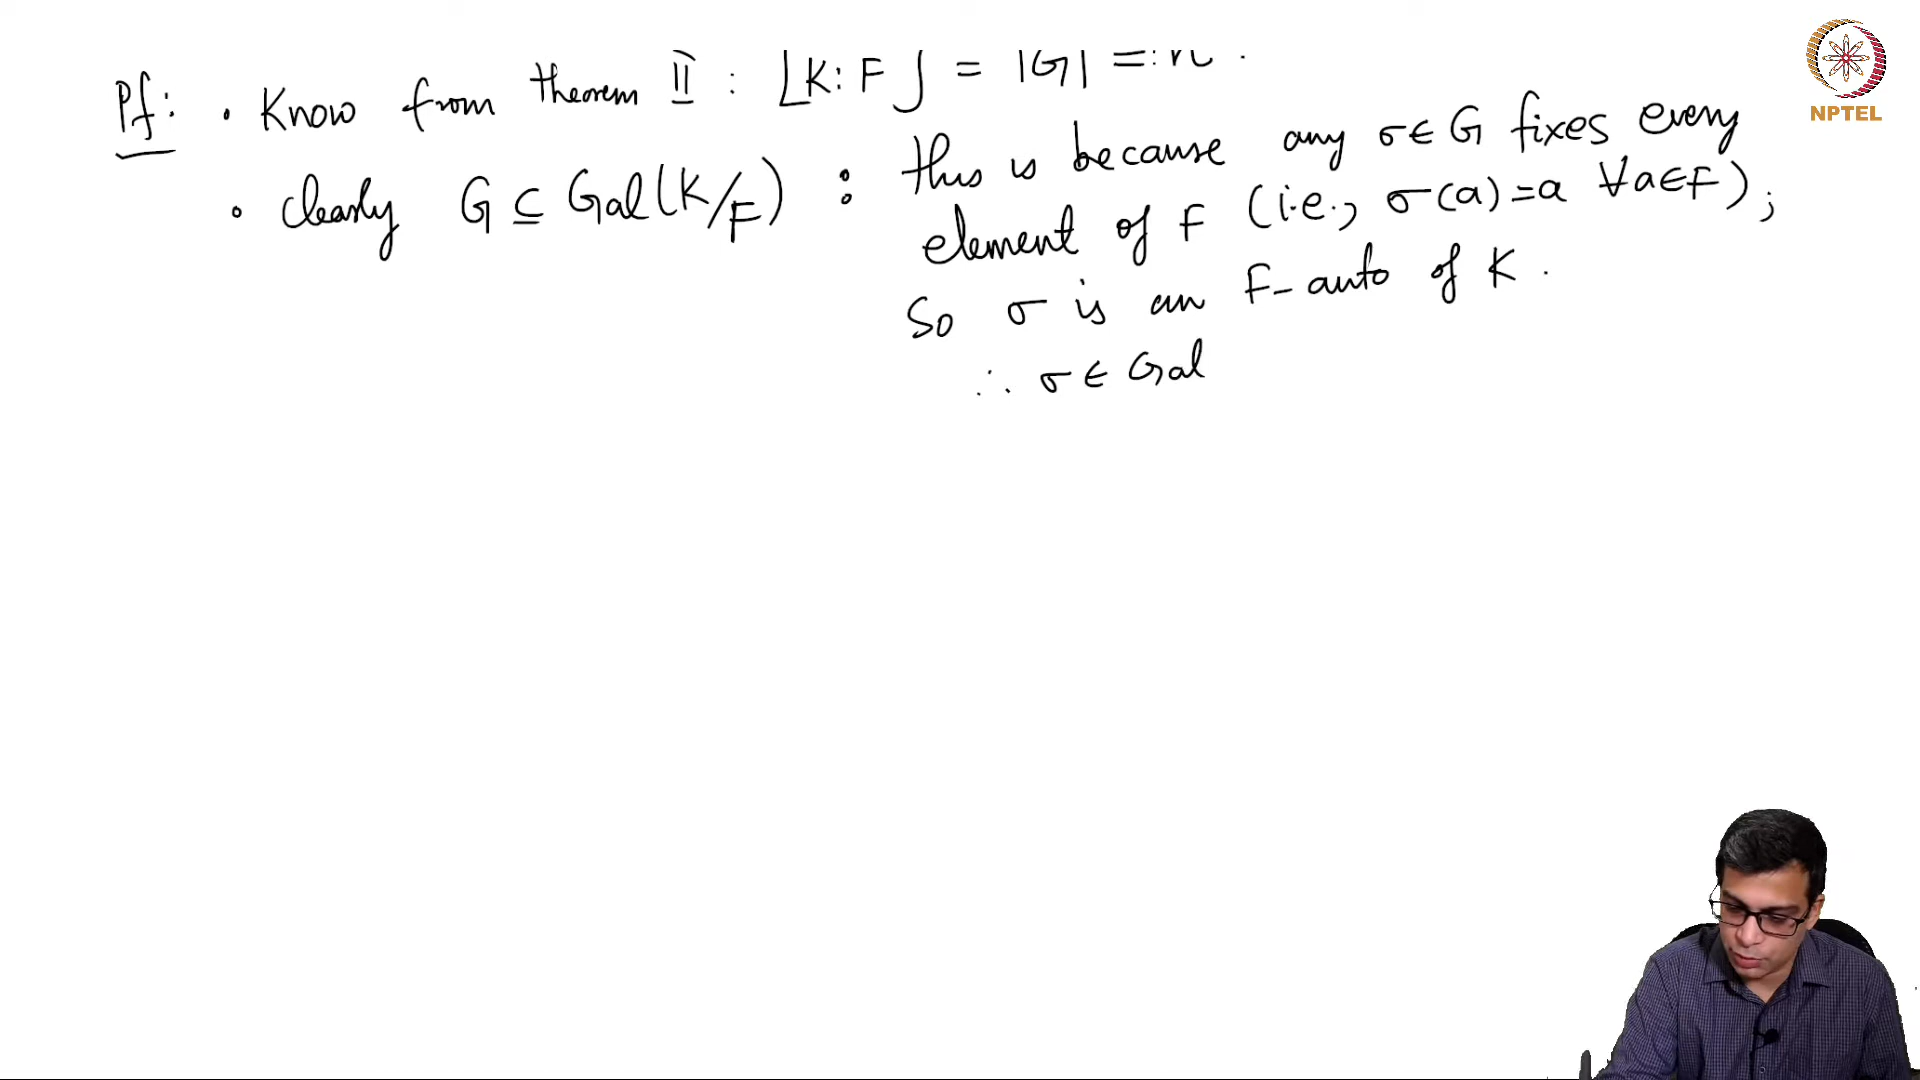 Pf: • Know from theorem II : [K:F] = |G| =: n .
• clearly G ⊆ Gal(K/F) : this is because any σ∈G fixes every
element of F (i.e., σ(a)=a ∀a∈F);
So σ is an F-auto of K .
∴ σ∈ Gal
NPTEL